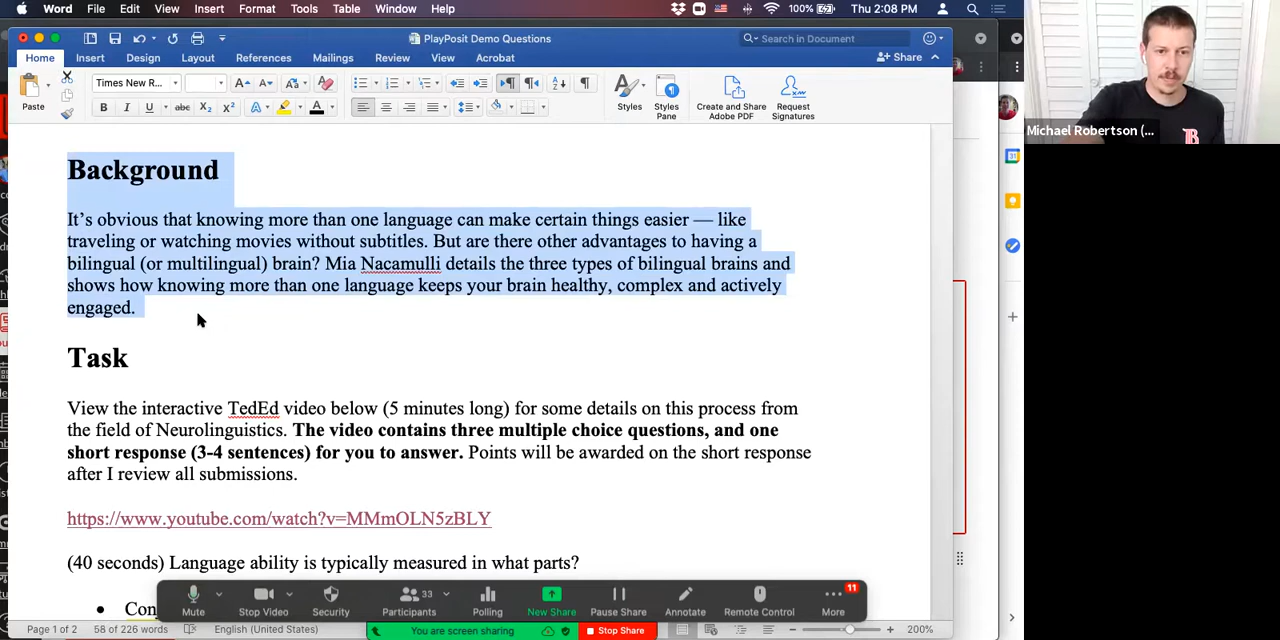 Word File Edit View Insert Format Tools Table Window Help 100% Thu 2:08 PM
PlayPosit Demo Questions
Search in Document
Home Insert Design Layout References Mailings Review View Acrobat Share
Times New R...
Paste
B I U abc X₂ X² A A
Styles
Styles Pane
Create and Share Adobe PDF
Request Signatures
Michael Robertson (...
Background
It's obvious that knowing more than one language can make certain things easier — like
traveling or watching movies without subtitles. But are there other advantages to having a
bilingual (or multilingual) brain? Mia Nacamulli details the three types of bilingual brains and
shows how knowing more than one language keeps your brain healthy, complex and actively
engaged.
Task
View the interactive TedEd video below (5 minutes long) for some details on this process from
the field of Neurolinguistics. The video contains three multiple choice questions, and one
short response (3-4 sentences) for you to answer. Points will be awarded on the short response
after I review all submissions.
https://www.youtube.com/watch?v=MMmOLN5zBLY
(40 seconds) Language ability is typically measured in what parts?
• Con
Mute Stop Video Security Participants 33 Polling New Share Pause Share Annotate Remote Control More 11
Page 1 of 2 58 of 226 words English (United States) You are screen sharing Stop Share 200%